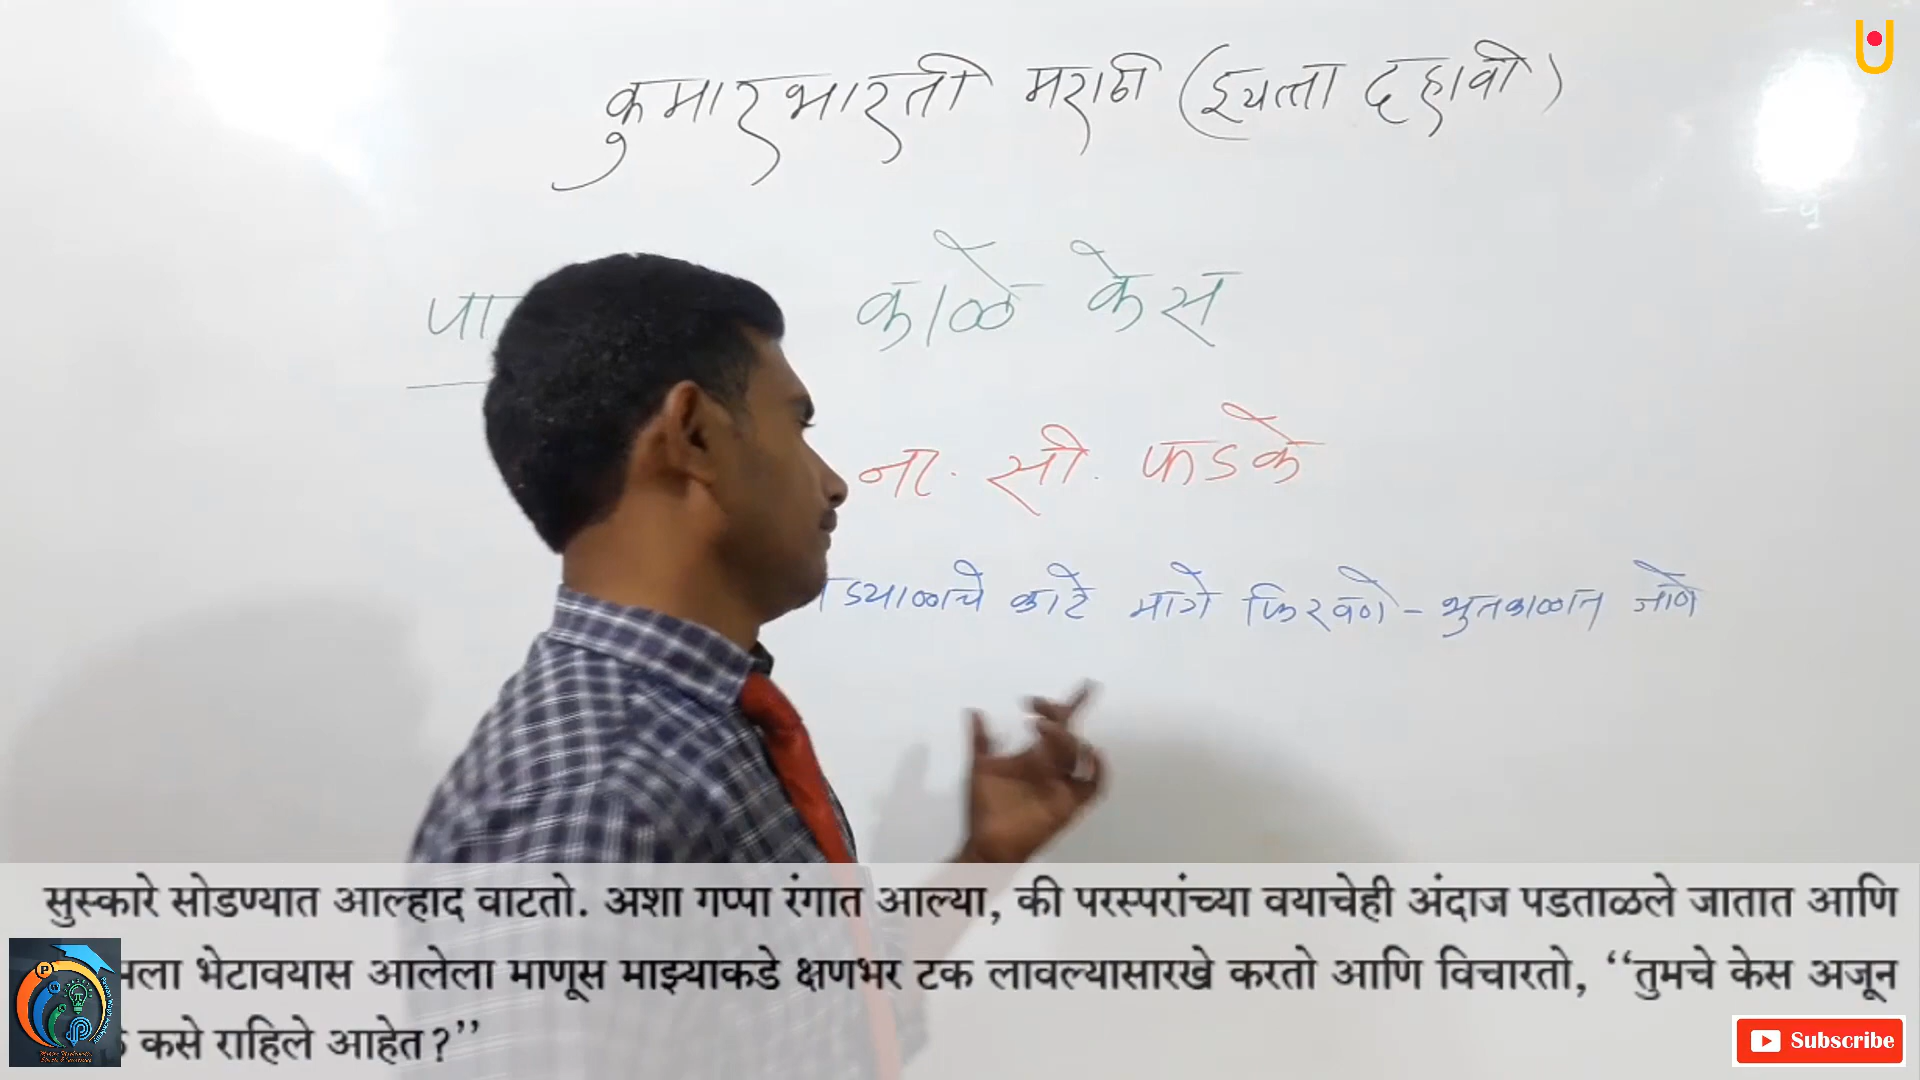 कुमारभारती मराठी (इयत्ता दहावी)
काळे केस
ना. सी. फडके
काटे मागे फिरवणे - भुतकाळात जाणे
सुस्कारे सोडण्यात आल्हाद वाटतो. अशा गप्पा रंगात आल्या, की परस्परांच्या वयाचेही अंदाज पडताळले जातात आणि
भेटावयास आलेला माणूस माझ्याकडे क्षणभर टक लावल्यासारखे करतो आणि विचारतो, ‘‘तुमचे केस अजून
कसे राहिले आहेत?’’
Subscribe